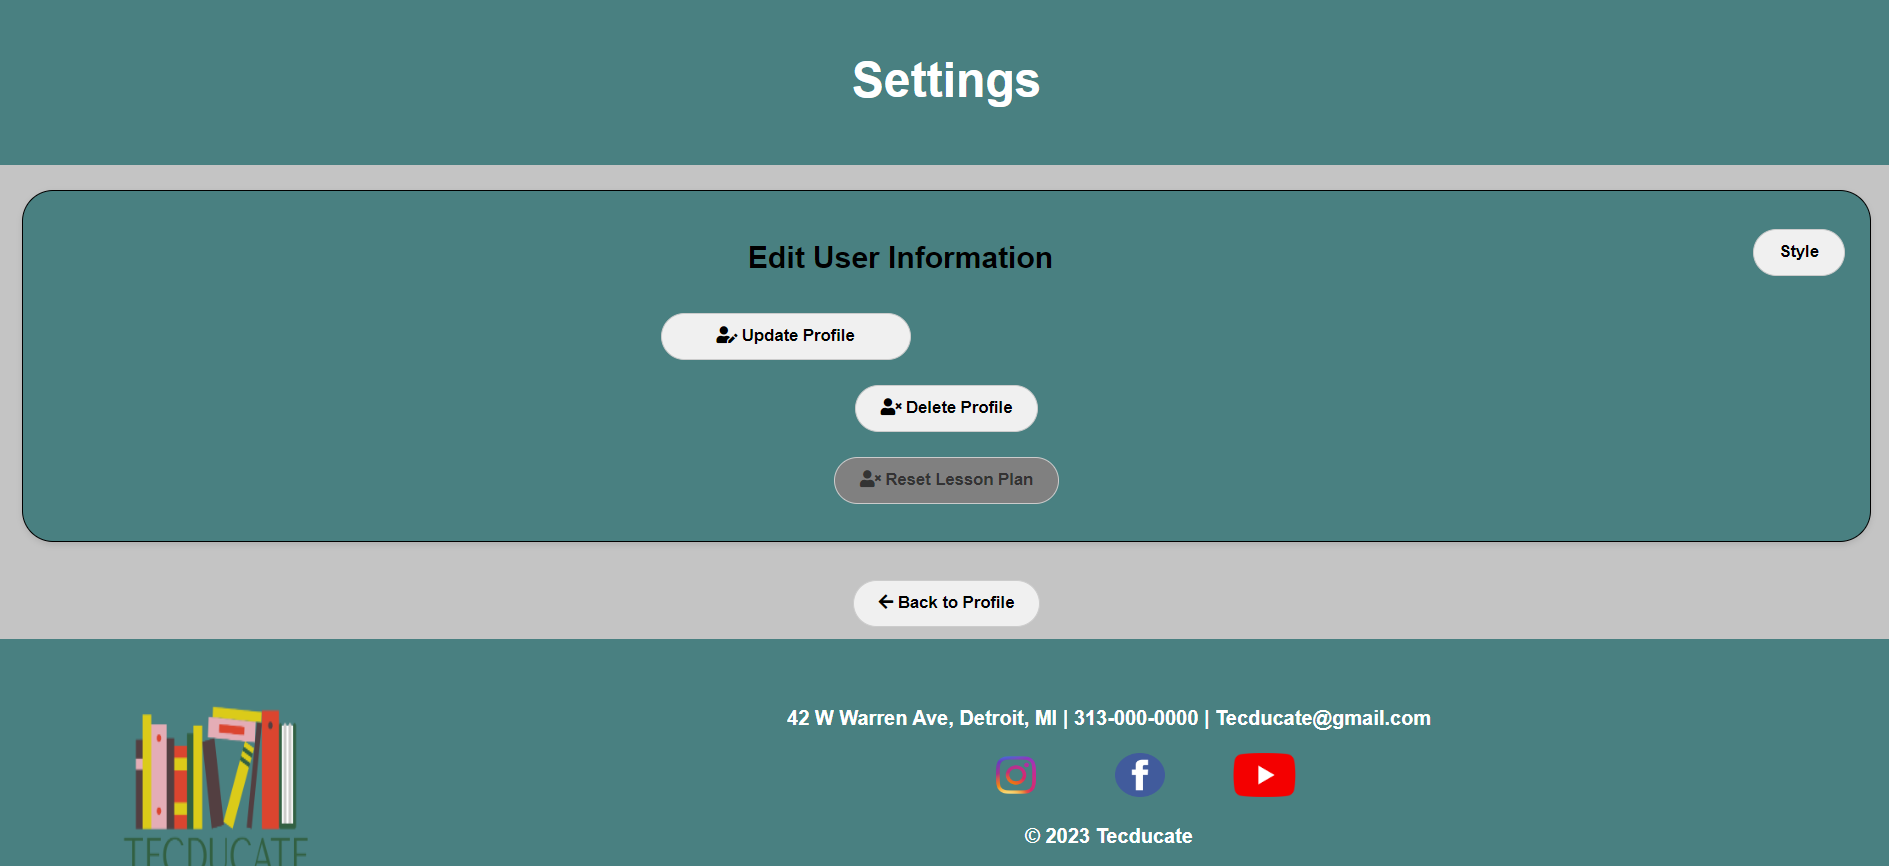 Settings
Edit User Information
Style
Update Profile
Delete Profile
Reset Lesson Plan
Back to Profile
42 W Warren Ave, Detroit, MI | 313-000-0000 | Tecducate@gmail.com
© 2023 Tecducate
TECDUCATE